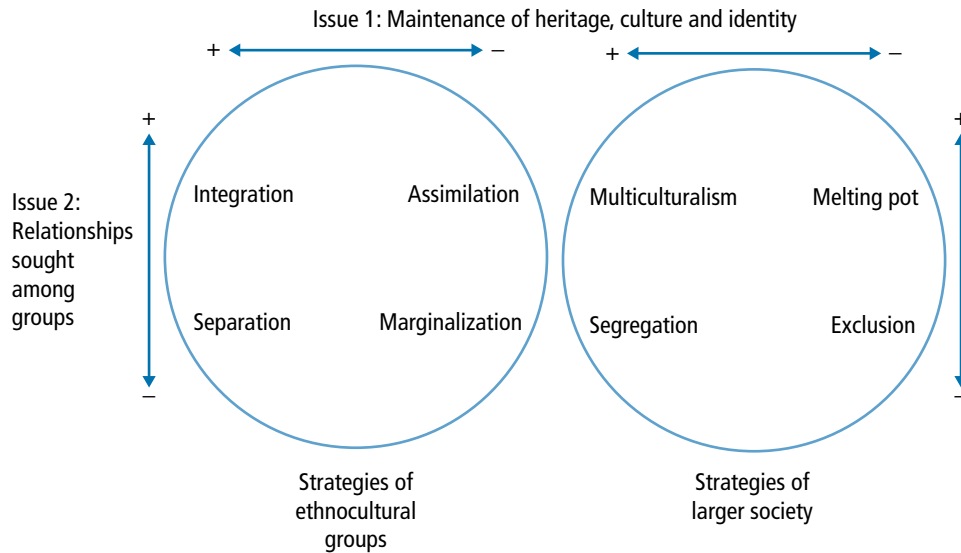 Issue 1: Maintenance of heritage, culture and identity
+ – + –
+ +
Integration Assimilation Multiculturalism Melting pot
Issue 2:
Relationships
sought
among
groups
Separation Marginalization Segregation Exclusion
– –
Strategies of
ethnocultural
groups
Strategies of
larger society